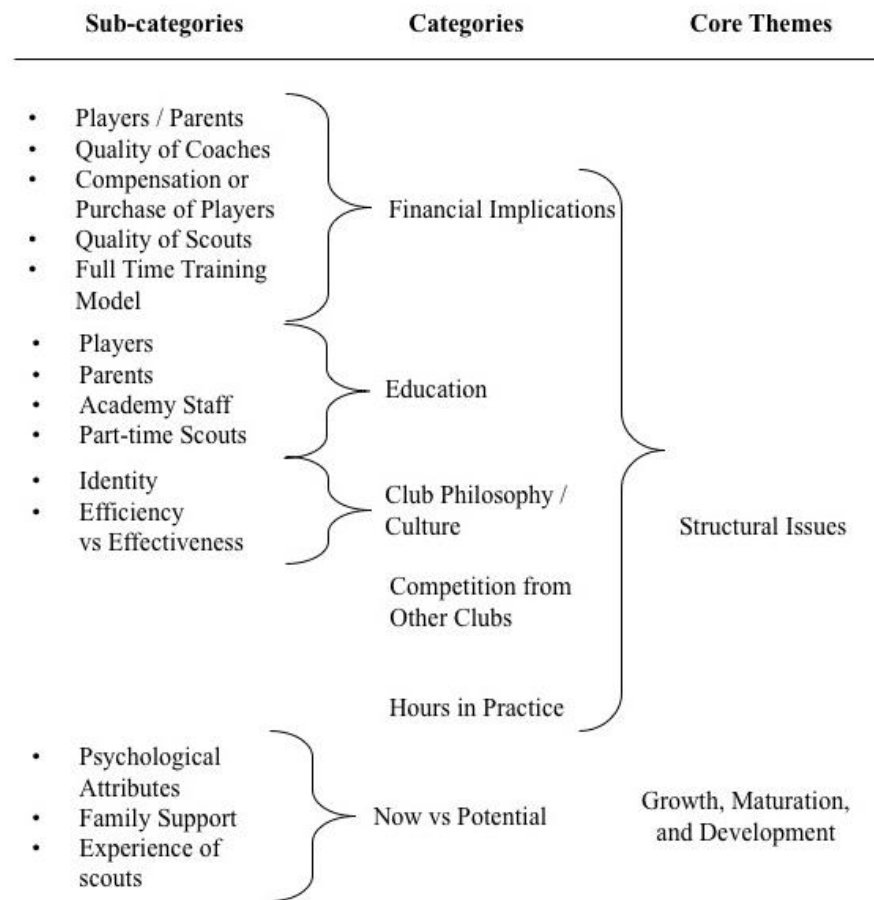 Sub-categories Categories Core Themes
• Players / Parents
• Quality of Coaches
• Compensation or
Purchase of Players
• Quality of Scouts
• Full Time Training
Model
Financial Implications
• Players
• Parents
• Academy Staff
• Part-time Scouts
Education
• Identity
• Efficiency
vs Effectiveness
Club Philosophy /
Culture
Competition from
Other Clubs
Hours in Practice
Structural Issues
• Psychological
Attributes
• Family Support
• Experience of
scouts
Now vs Potential
Growth, Maturation,
and Development